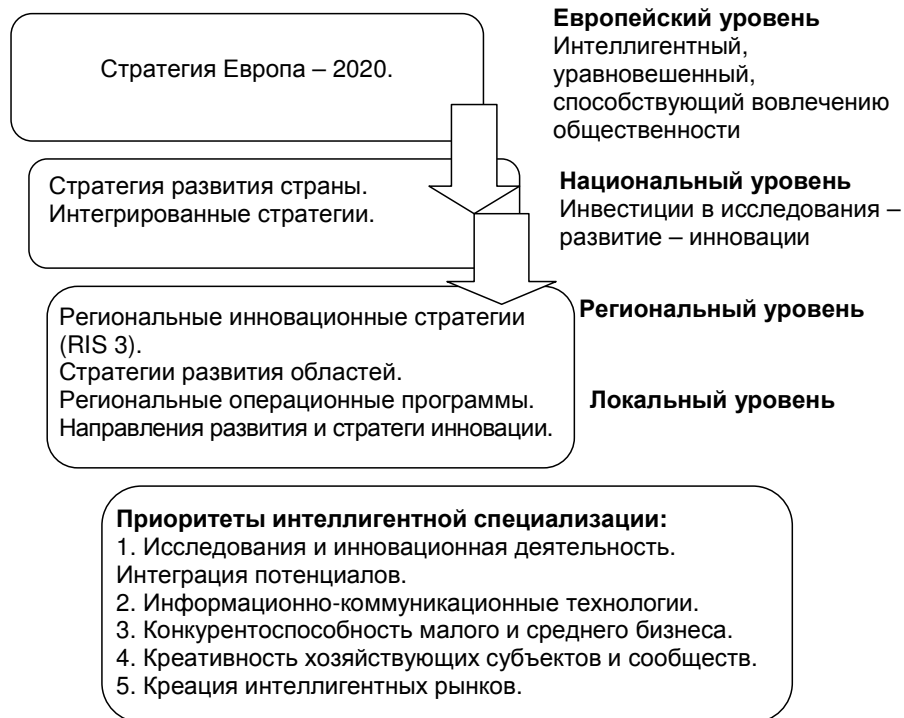 Стратегия Европа – 2020.
Европейский уровень
Интеллигентный,
уравновешенный,
способствующий вовлечению
общественности
Стратегия развития страны.
Интегрированные стратегии.
Национальный уровень
Инвестиции в исследования –
развитие – инновации
Региональные инновационные стратегии
(RIS 3).
Стратегии развития областей.
Региональные операционные программы.
Направления развития и стратеги инновации.
Региональный уровень
Локальный уровень
Приоритеты интеллигентной специализации:
1. Исследования и инновационная деятельность.
Интеграция потенциалов.
2. Информационно-коммуникационные технологии.
3. Конкурентоспособность малого и среднего бизнеса.
4. Креативность хозяйствующих субъектов и сообществ.
5. Креация интеллигентных рынков.